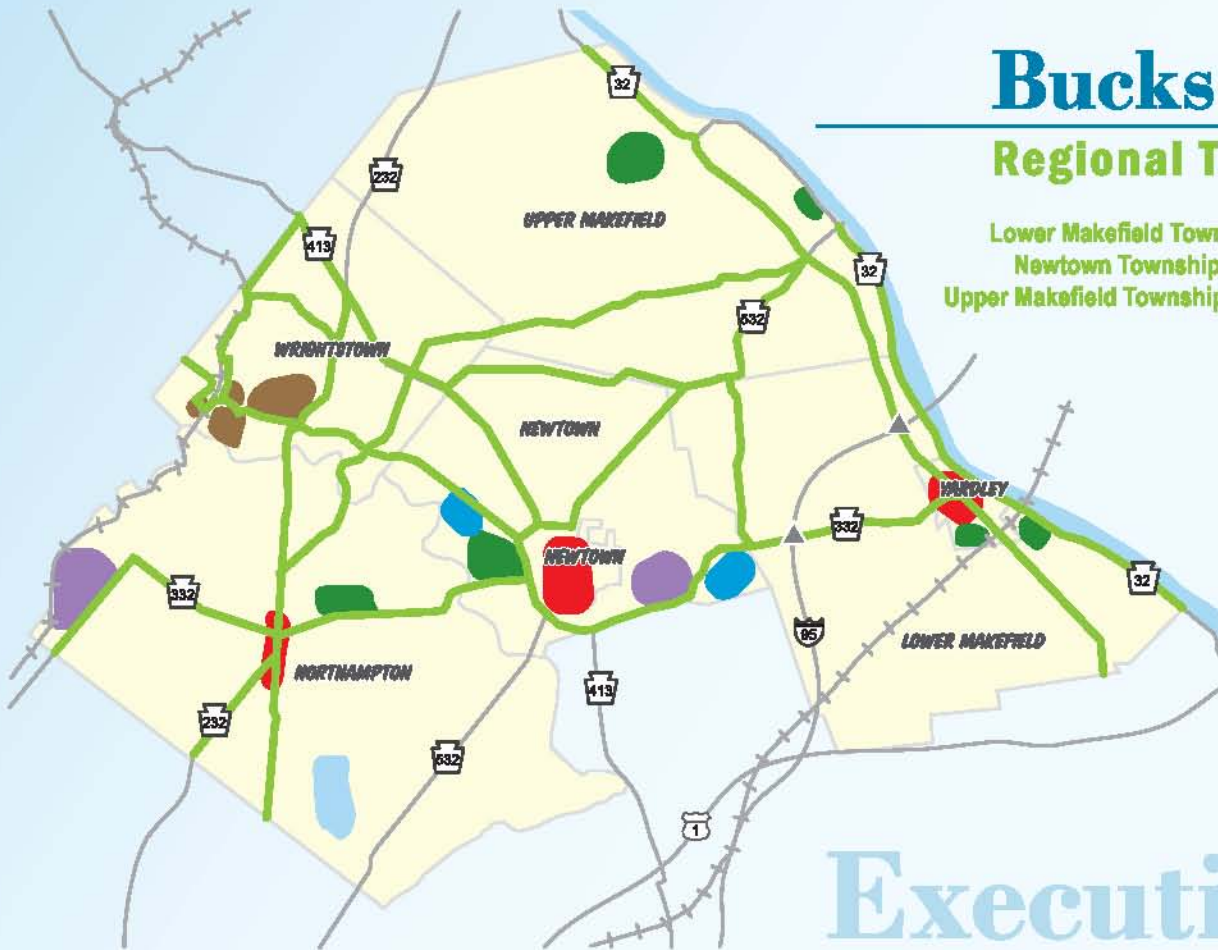 Bucks
Regional T
Lower Makefield Town
Newtown Township
Upper Makefield Township
32
232
UPPER MAKEFIELD
413
32
532
WRIGHTSTOWN
NEWTOWN
YARDLEY
332
NEWTOWN
332
32
95
LOWER MAKEFIELD
NORTHAMPTON
413
232
532
1
Executi